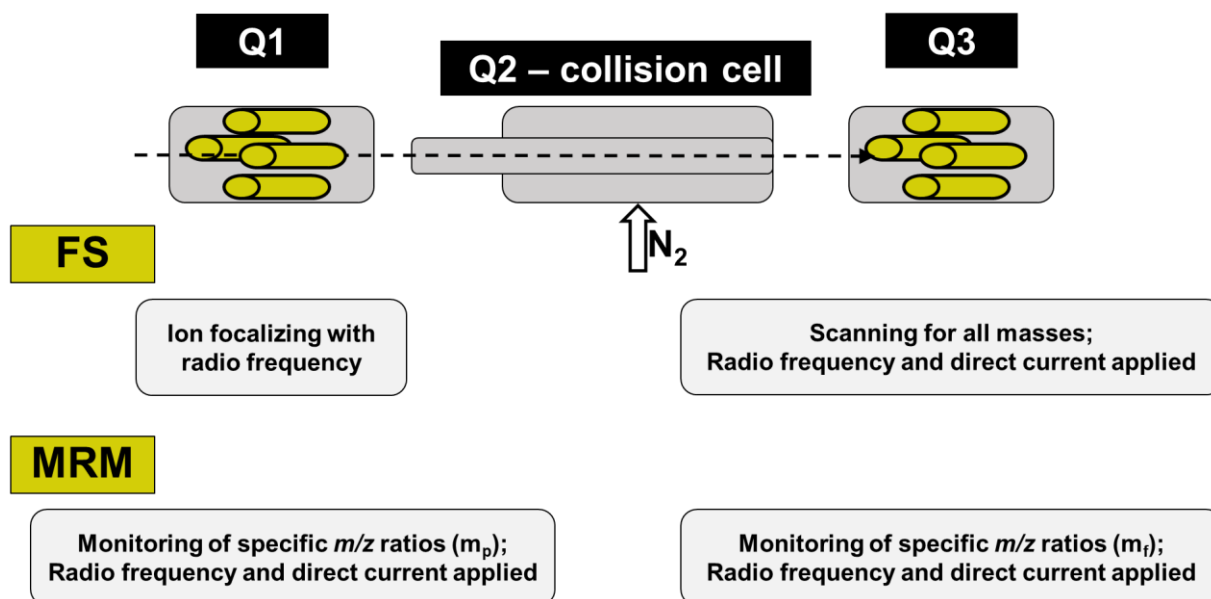 Q1
Q2 – collision cell
Q3
N₂
FS
Ion focalizing with
radio frequency
Scanning for all masses;
Radio frequency and direct current applied
MRM
Monitoring of specific m/z ratios (mₚ);
Radio frequency and direct current applied
Monitoring of specific m/z ratios (m_f);
Radio frequency and direct current applied